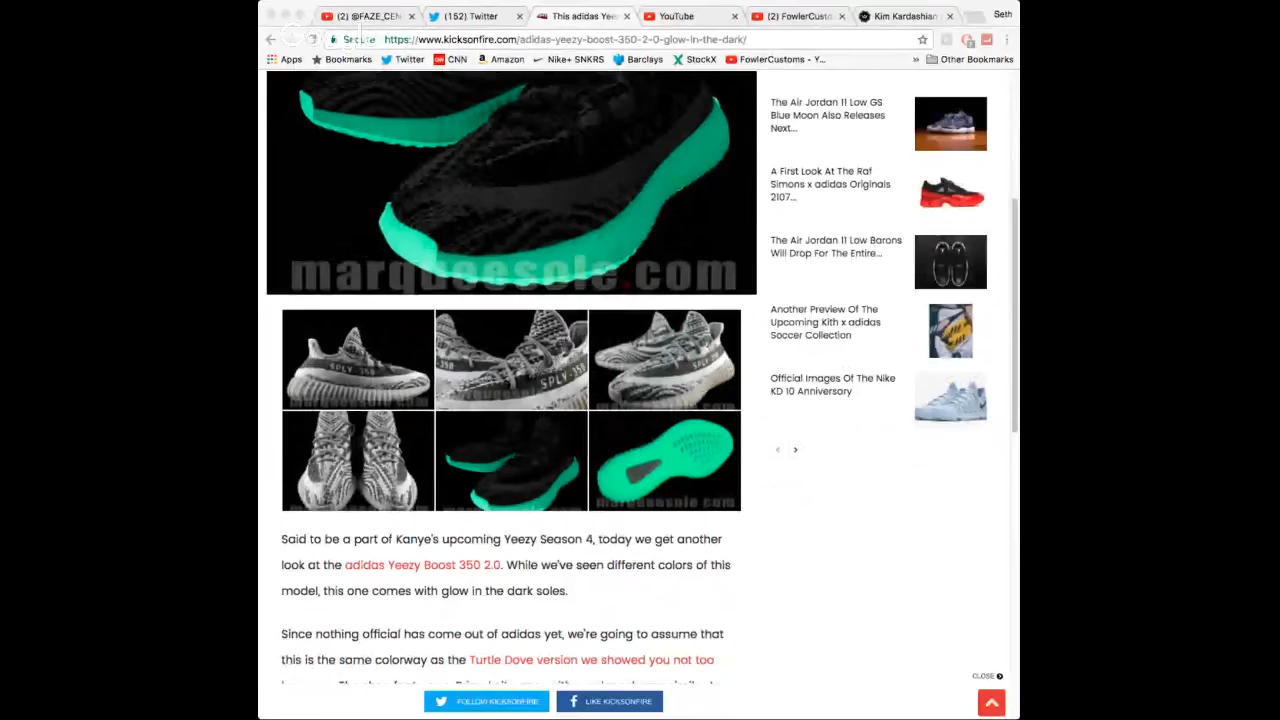 (2) @FAZE_CEN
(152) Twitter
This adidas Yee
YouTube
(2) FowlerCusto
Kim Kardashian
Seth
Secure
https://www.kicksonfire.com/adidas-yeezy-boost-350-2-0-glow-in-the-dark/
Apps
Bookmarks
Twitter
CNN
Amazon
Nike+ SNKRS
Barclays
StockX
FowlerCustoms - Y...
»
Other Bookmarks
marqueesole.com
SPLY-350
SPLY-350
SPLY-350
marqueesole.com
The Air Jordan 11 Low GS
Blue Moon Also Releases
Next...
A First Look At The Raf
Simons x adidas Originals
2107...
The Air Jordan 11 Low Barons
Will Drop For The Entire...
Another Preview Of The
Upcoming Kith x adidas
Soccer Collection
Official Images Of The Nike
KD 10 Anniversary
Said to be a part of Kanye's upcoming Yeezy Season 4, today we get another
look at the adidas Yeezy Boost 350 2.0. While we've seen different colors of this
model, this one comes with glow in the dark soles.
Since nothing official has come out of adidas yet, we're going to assume that
this is the same colorway as the Turtle Dove version we showed you not too
CLOSE
FOLLOW KICKSONFIRE
LIKE KICKSONFIRE